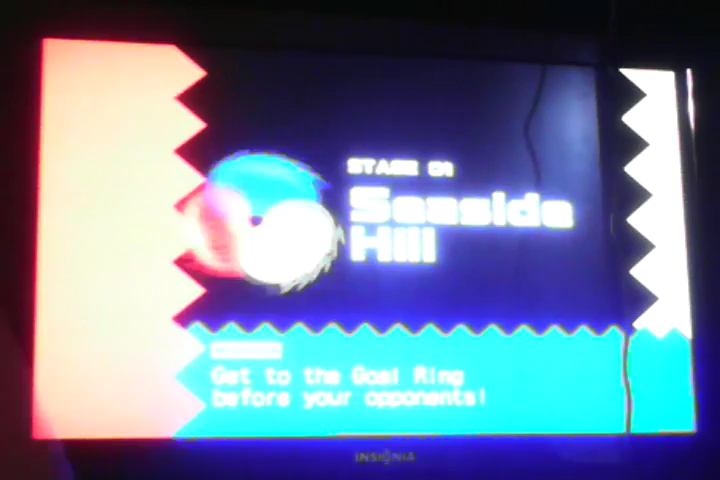 STAGE 01
Seaside
Hill
Get to the Goal Ring
before your opponents!
INSIGNIA